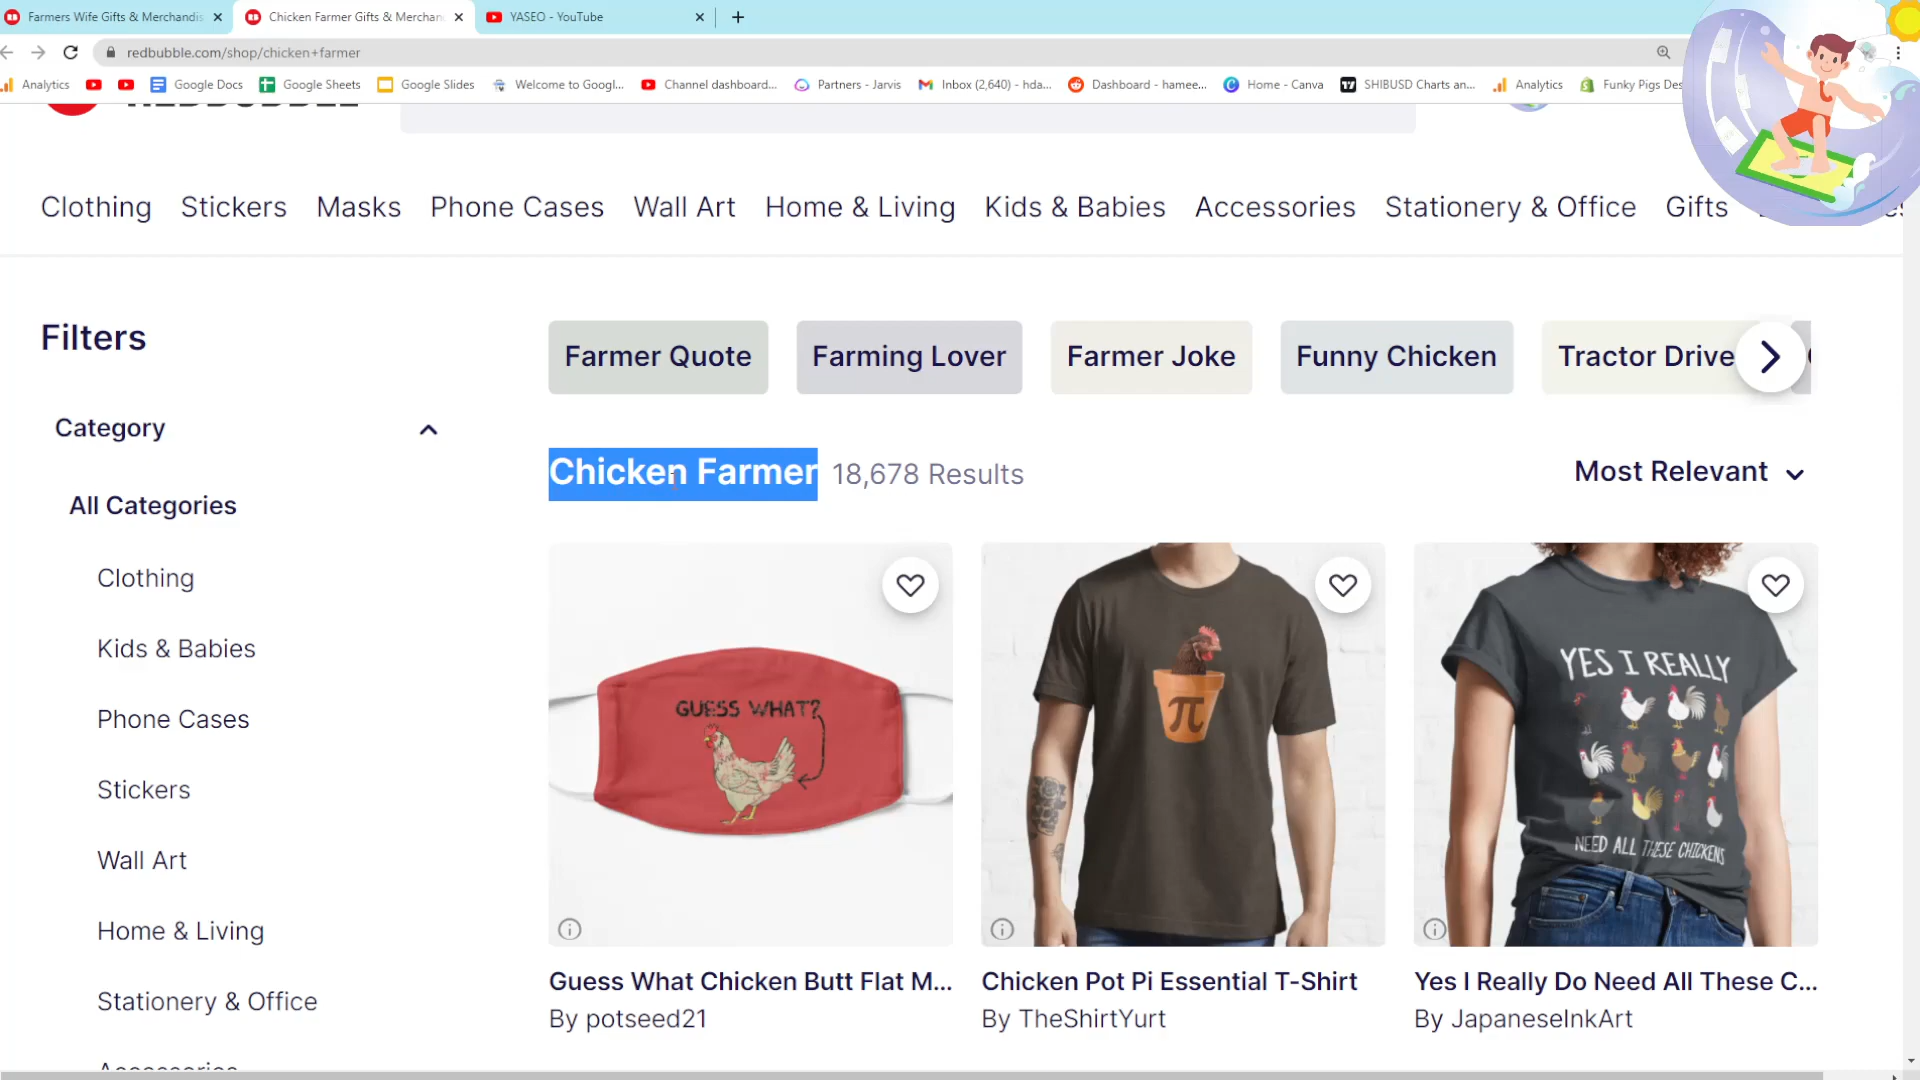 Farmers Wife Gifts & Merchandis
Chicken Farmer Gifts & Merchan
YASEO - YouTube
redbubble.com/shop/chicken+farmer
Analytics
Google Docs
Google Sheets
Google Slides
Welcome to Googl...
Channel dashboard...
Partners - Jarvis
Inbox (2,640) - hda...
Dashboard - hamee...
Home - Canva
SHIBUSD Charts an...
Analytics
Funky Pigs Des
REDBUBBLE
Clothing
Stickers
Masks
Phone Cases
Wall Art
Home & Living
Kids & Babies
Accessories
Stationery & Office
Gifts
Filters
Farmer Quote
Farming Lover
Farmer Joke
Funny Chicken
Tractor Drive
Category
Chicken Farmer 18,678 Results
Most Relevant
All Categories
Clothing
Kids & Babies
Phone Cases
Stickers
Wall Art
Home & Living
Stationery & Office
GUESS WHAT?
π
YES I REALLY
NEED ALL THESE CHICKENS
Guess What Chicken Butt Flat M...
By potseed21
Chicken Pot Pi Essential T-Shirt
By TheShirtYurt
Yes I Really Do Need All These C...
By JapaneseInkArt